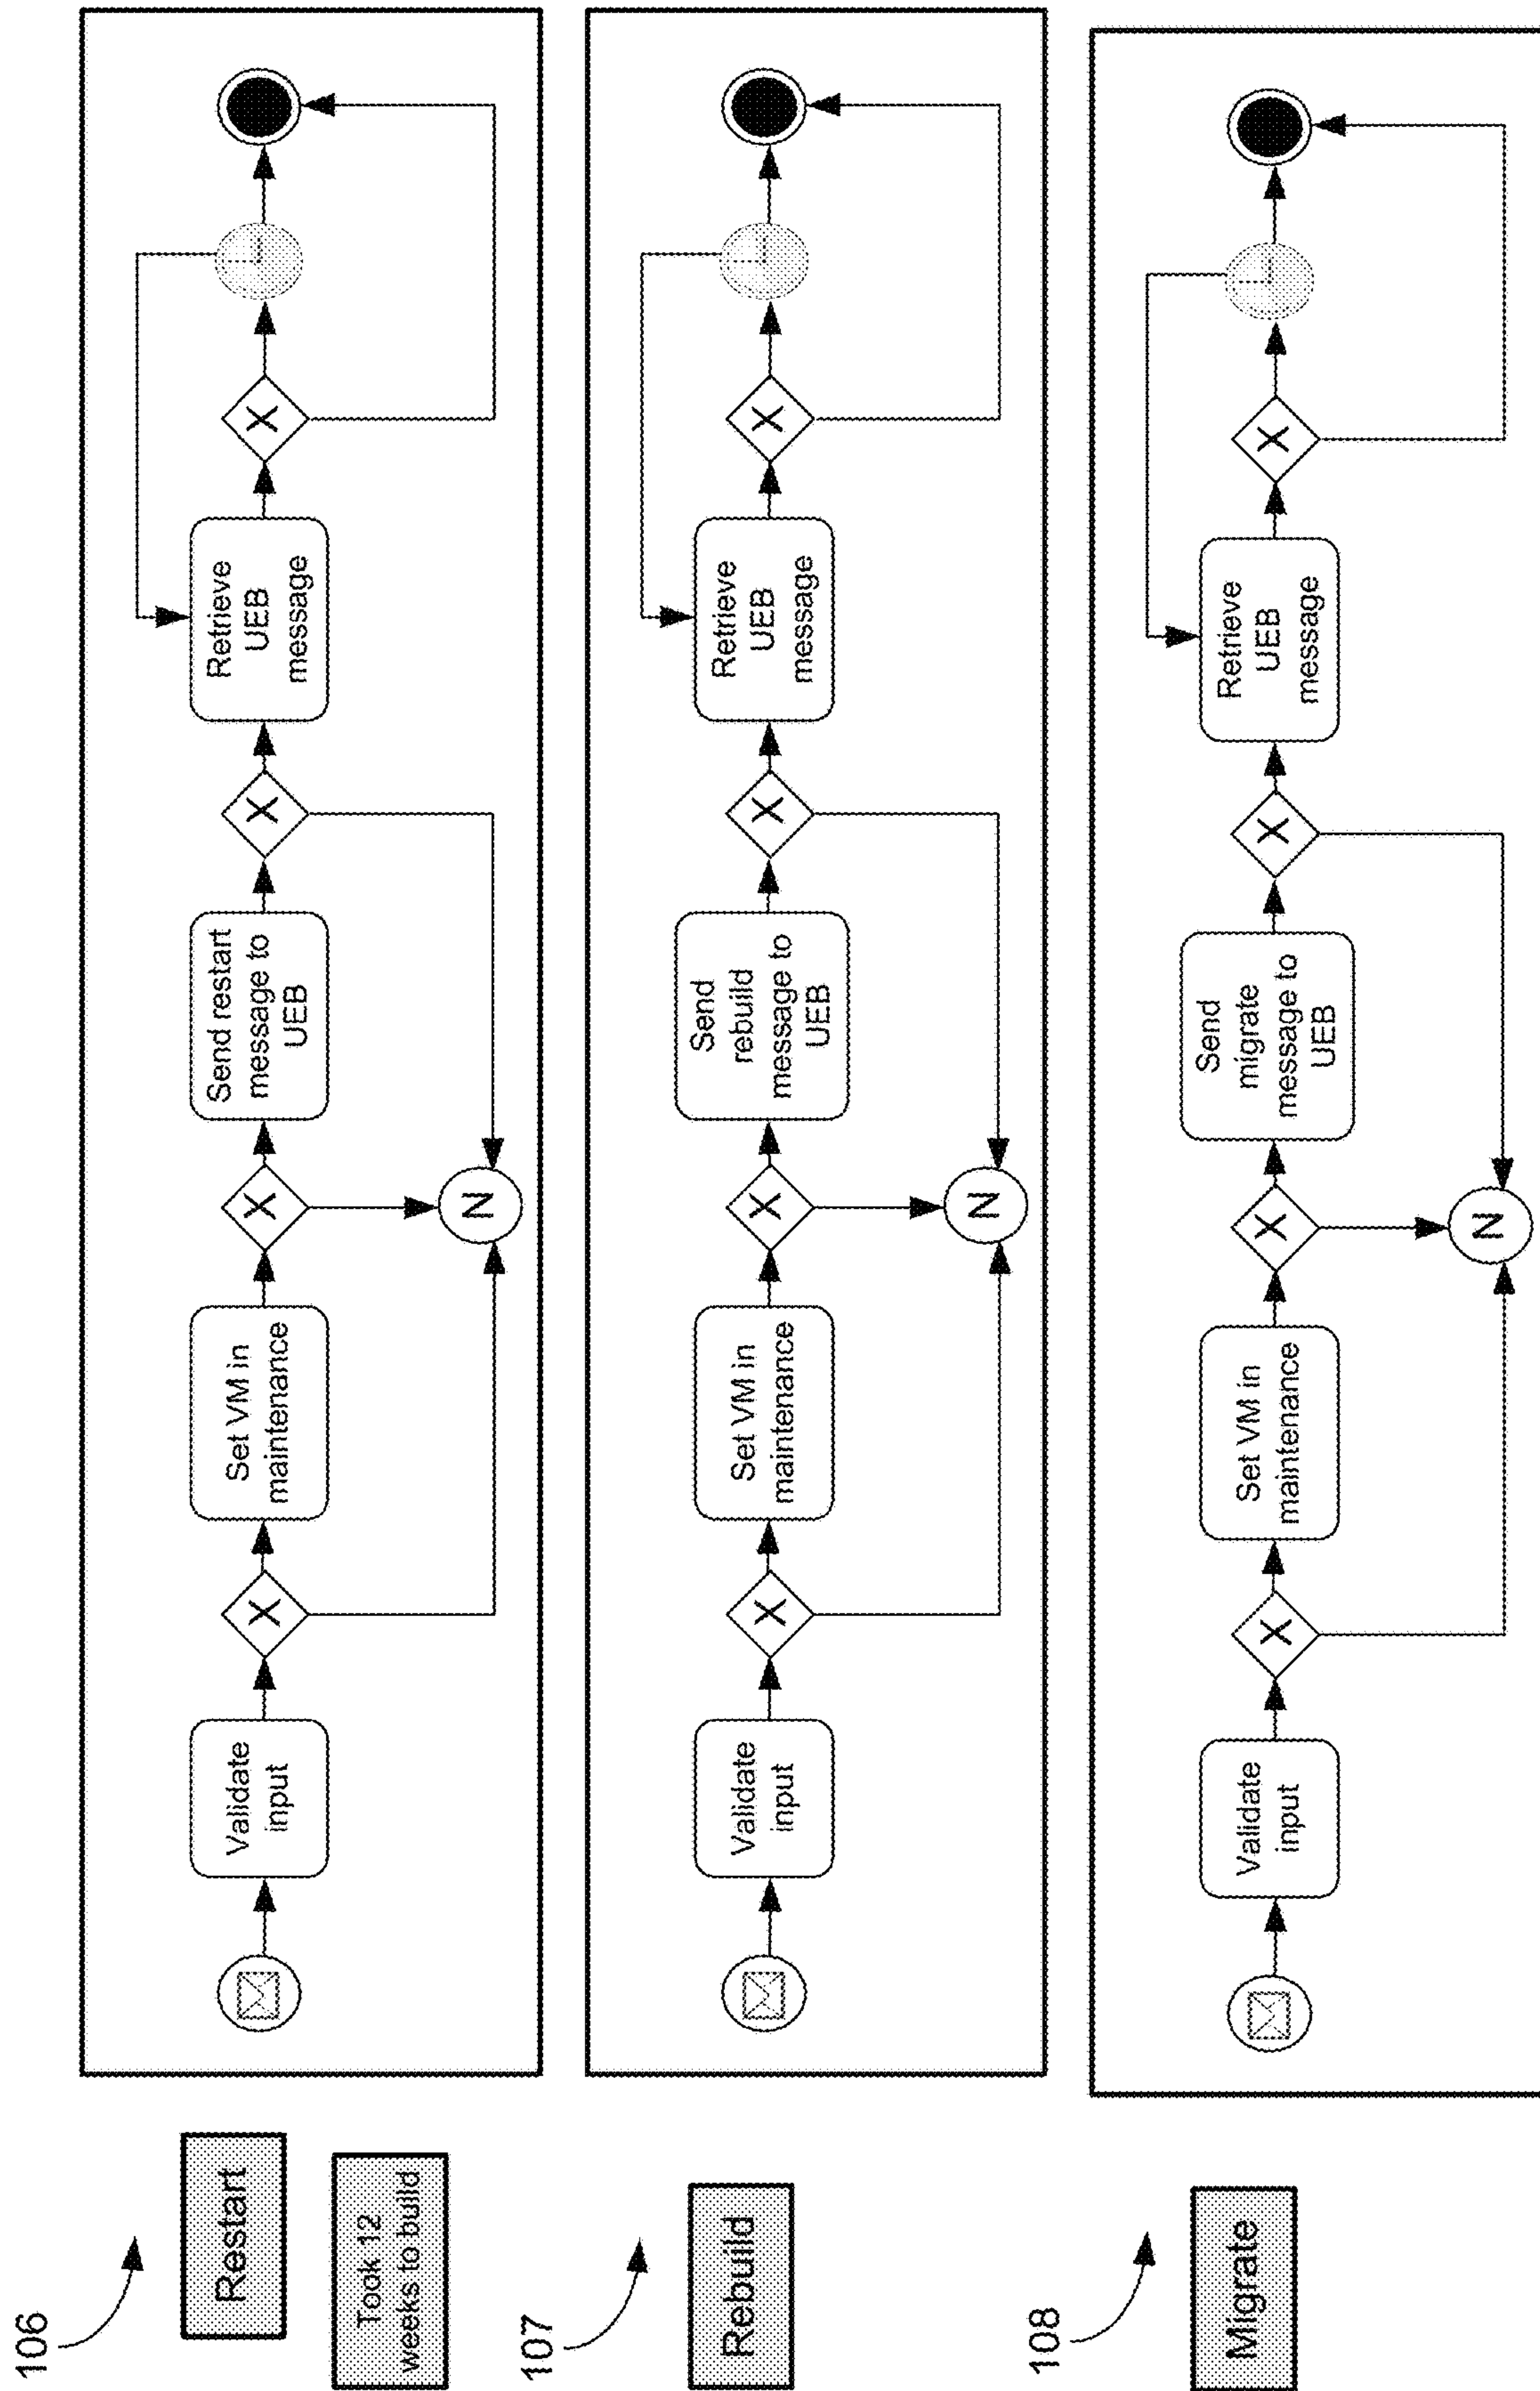 106
Restart
Took 12
weeks to build
Validate
input
X
Set VM in
maintenance
X
Send restart
message to
UEB
X
Retrieve
UEB
message
X
N
107
Rebuild
Validate
input
X
Set VM in
maintenance
X
Send
rebuild
message to
UEB
X
Retrieve
UEB
message
X
N
108
Migrate
Validate
input
X
Set VM in
maintenance
X
Send
migrate
message to
UEB
X
Retrieve
UEB
message
X
N